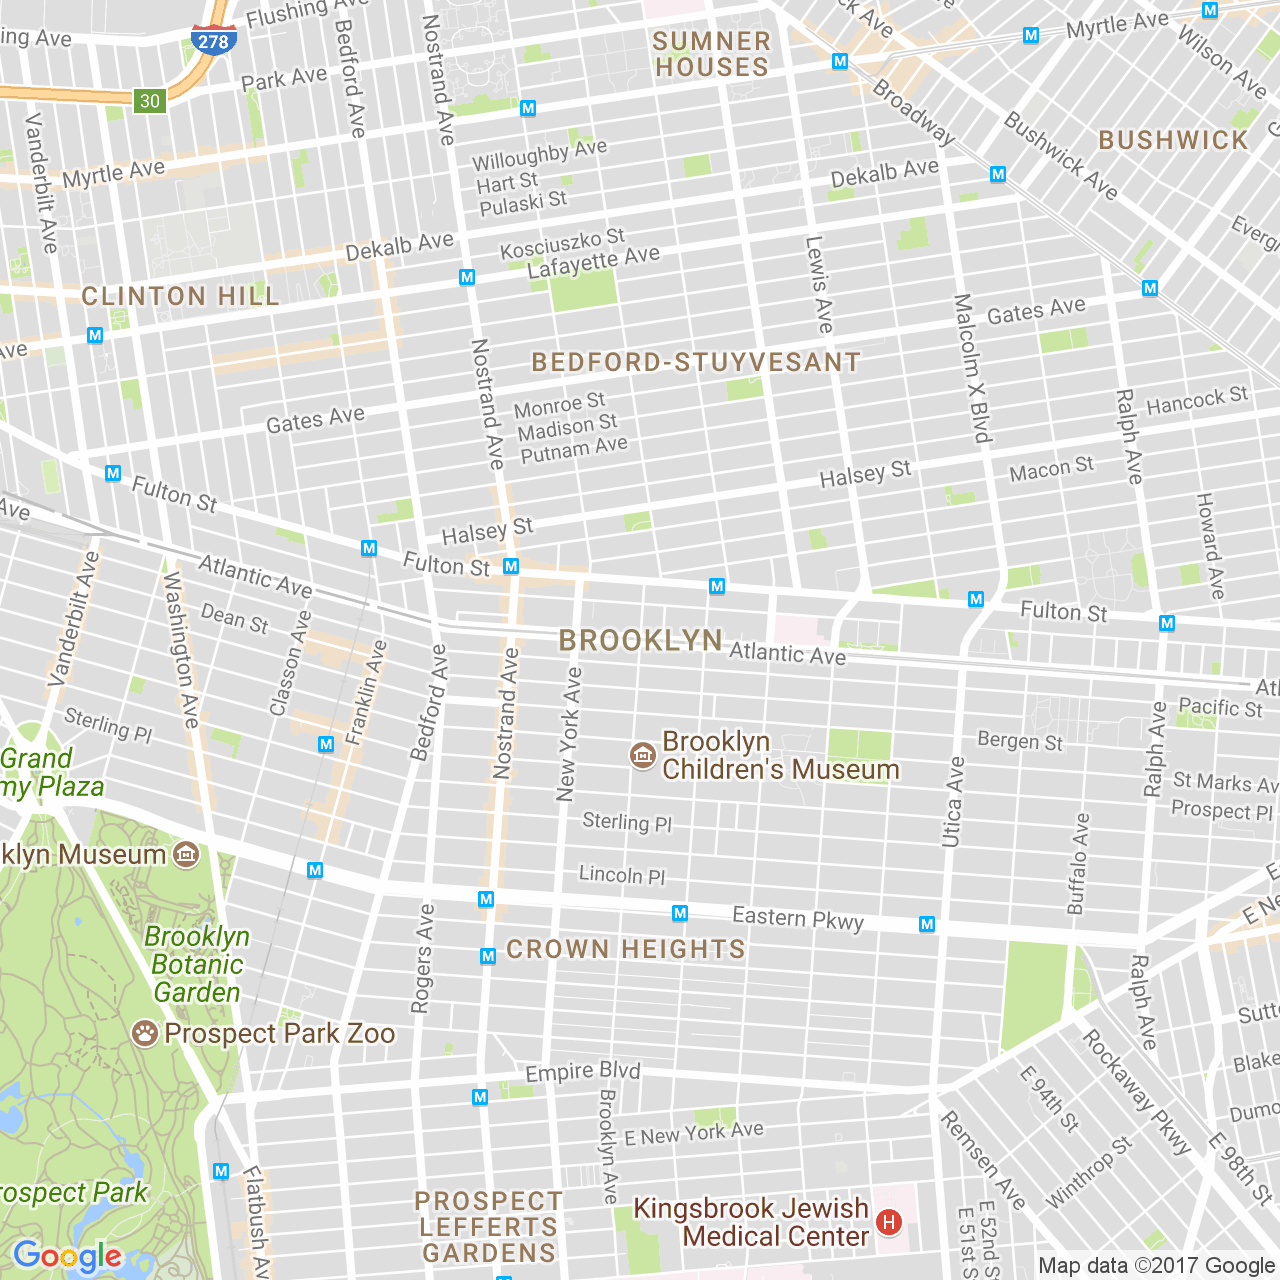 Flushing Ave
ing Ave
278
Park Ave
30
Bedford Ave
Nostrand Ave
SUMNER
HOUSES
Myrtle Ave
Wilson Ave
Broadway
Bushwick Ave
BUSHWICK
Vanderbilt Ave
Myrtle Ave
Willoughby Ave
Hart St
Pulaski St
Dekalb Ave
Dekalb Ave
Kosciuszko St
Lafayette Ave
Lewis Ave
Evergr
CLINTON HILL
Gates Ave
Malcolm X Blvd
Ave
Nostrand Ave
BEDFORD-STUYVESANT
Monroe St
Madison St
Putnam Ave
Gates Ave
Hancock St
Ralph Ave
Halsey St
Macon St
Fulton St
Ave
Halsey St
Howard Ave
Fulton St
Atlantic Ave
Vanderbilt Ave
Washington Ave
Dean St
Classon Ave
Franklin Ave
Bedford Ave
Nostrand Ave
New York Ave
BROOKLYN
Atlantic Ave
Fulton St
Atl
Pacific St
Sterling Pl
Bergen St
Grand
my Plaza
Brooklyn
Children's Museum
Utica Ave
Ralph Ave
St Marks Av
Prospect Pl
Sterling Pl
klyn Museum
Lincoln Pl
Buffalo Ave
Eastern Pkwy
E Ne
Rogers Ave
CROWN HEIGHTS
Brooklyn
Botanic
Garden
Ralph Ave
Prospect Park Zoo
Sutte
Rockaway Pkwy
Blake
Empire Blvd
E 94th St
Brooklyn Ave
E New York Ave
Dumo
Remsen Ave
Winthrop St
E 98th St
rospect Park
Flatbush Av
PROSPECT
LEFFERTS
GARDENS
Kingsbrook Jewish
Medical Center
H
E 51st S
E 52nd S
Google
Map data ©2017 Google